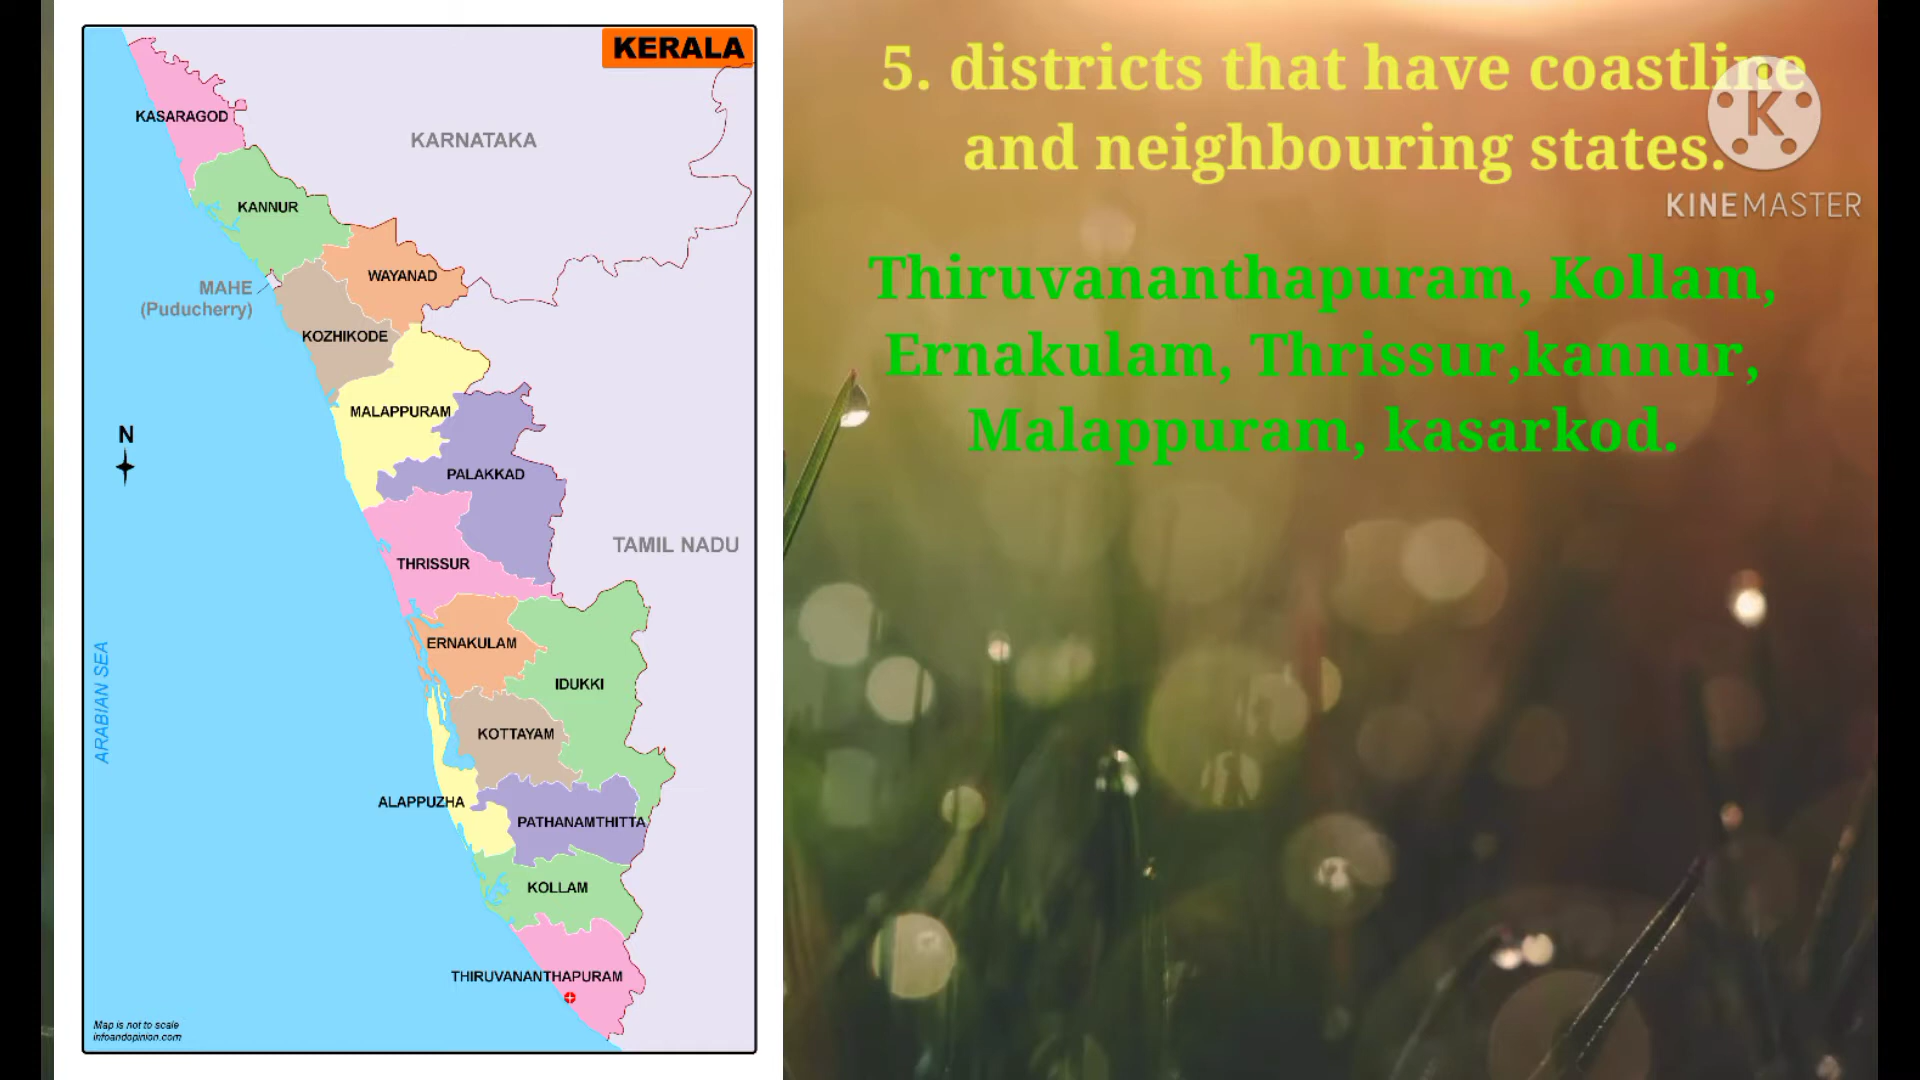 KERALA
KASARAGOD
KARNATAKA
KANNUR
WAYANAD
MAHE
(Puducherry)
KOZHIKODE
MALAPPURAM
N
PALAKKAD
TAMIL NADU
THRISSUR
ERNAKULAM
IDUKKI
ARABIAN SEA
KOTTAYAM
ALAPPUZHA
PATHANAMTHITTA
KOLLAM
THIRUVANANTHAPURAM
Map is not to scale
infoandopinion.com
5. districts that have coastline
and neighbouring states.
K
KINEMASTER
Thiruvananthapuram, Kollam,
Ernakulam, Thrissur,kannur,
Malappuram, kasarkod.